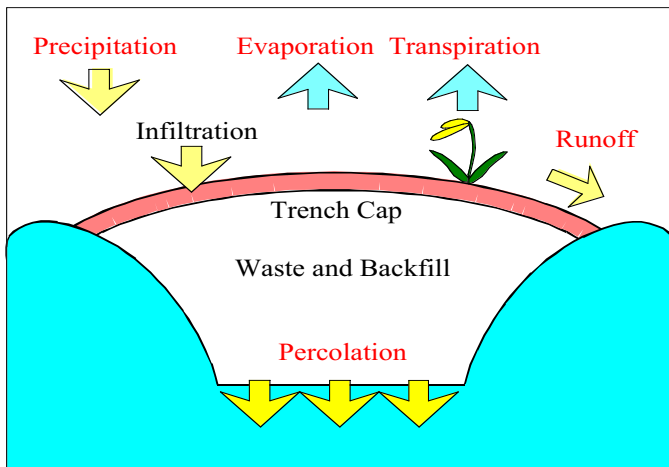 Precipitation Evaporation Transpiration
Infiltration
Runoff
Trench Cap
Waste and Backfill
Percolation